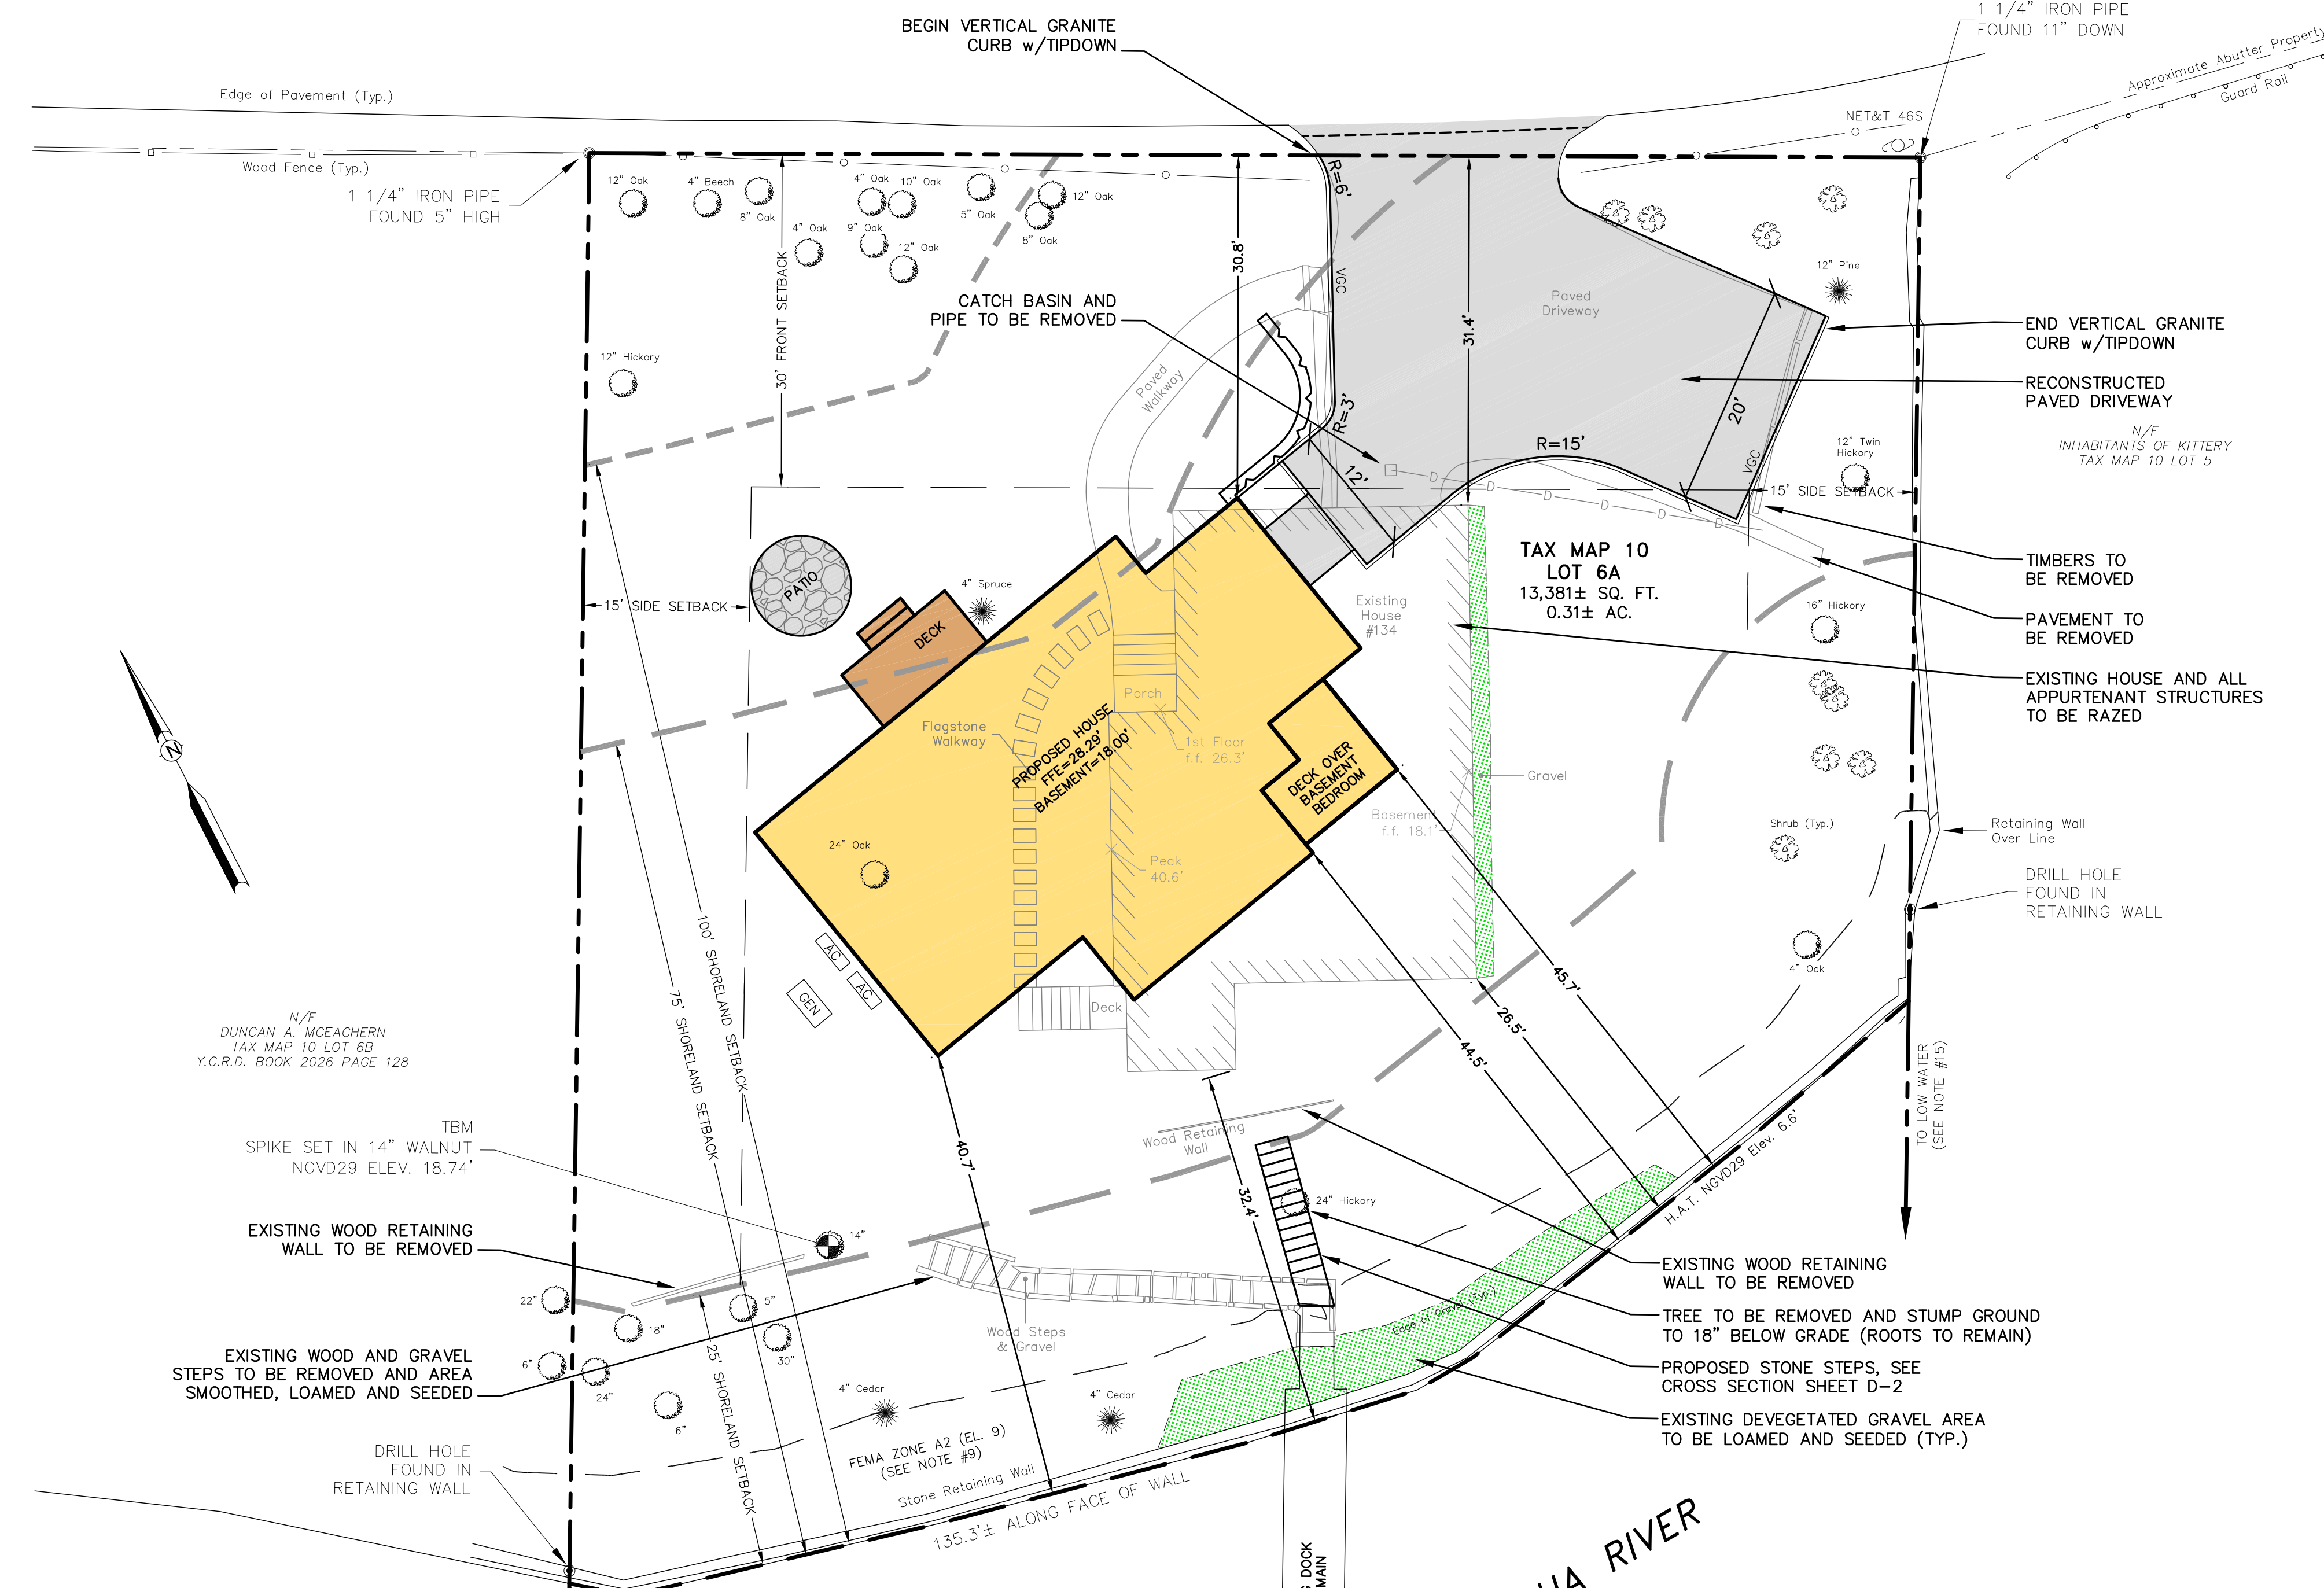 BEGIN VERTICAL GRANITE
CURB w/TIPDOWN
1 1/4" IRON PIPE
FOUND 11" DOWN
Approximate Abutter Property
Guard Rail
Edge of Pavement (Typ.)
NET&T 46S
Wood Fence (Typ.)
1 1/4" IRON PIPE
FOUND 5" HIGH
12" Oak
4" Beech
8" Oak
4" Oak
4" Oak
10" Oak
9" Oak
12" Oak
5" Oak
12" Oak
8" Oak
R=6'
30.8'
31.4'
30' FRONT SETBACK
VGC
CATCH BASIN AND
PIPE TO BE REMOVED
Paved
Driveway
12" Pine
END VERTICAL GRANITE
CURB w/TIPDOWN
12" Hickory
Paved
Walkway
R=3'
R=15'
20'
12'
VGC
RECONSTRUCTED
PAVED DRIVEWAY
12" Twin
Hickory
N/F
INHABITANTS OF KITTERY
TAX MAP 10 LOT 5
D
D
D
D
D
15' SIDE SETBACK
TAX MAP 10
LOT 6A
13,381± SQ. FT.
0.31± AC.
TIMBERS TO
BE REMOVED
PATIO
15' SIDE SETBACK
4" Spruce
DECK
Existing
House
#134
16" Hickory
PAVEMENT TO
BE REMOVED
EXISTING HOUSE AND ALL
APPURTENANT STRUCTURES
TO BE RAZED
N
Porch
Flagstone
Walkway
PROPOSED HOUSE
FFE=28.29'
BASEMENT=18.00'
1st Floor
f.f. 26.3'
DECK OVER
BASEMENT
BEDROOM
Gravel
Basement
f.f. 18.1'
Shrub (Typ.)
Retaining Wall
Over Line
24" Oak
Peak
40.6'
DRILL HOLE
FOUND IN
RETAINING WALL
100' SHORELAND SETBACK
75' SHORELAND SETBACK
AC
AC
GEN
Deck
4" Oak
45.7'
26.5'
44.5'
N/F
DUNCAN A. MCEACHERN
TAX MAP 10 LOT 6B
Y.C.R.D. BOOK 2026 PAGE 128
TO LOW WATER
(SEE NOTE #15)
TBM
SPIKE SET IN 14" WALNUT
NGVD29 ELEV. 18.74'
40.7'
Wood Retaining
Wall
32.4'
24" Hickory
H.A.T. NGVD29 Elev. 6.6'
EXISTING WOOD RETAINING
WALL TO BE REMOVED
14"
22"
18"
5"
30"
6"
24"
6"
25' SHORELAND SETBACK
Wood Steps
& Gravel
Edge of Gravel (Typ.)
EXISTING WOOD RETAINING
WALL TO BE REMOVED
TREE TO BE REMOVED AND STUMP GROUND
TO 18" BELOW GRADE (ROOTS TO REMAIN)
EXISTING WOOD AND GRAVEL
STEPS TO BE REMOVED AND AREA
SMOOTHED, LOAMED AND SEEDED
PROPOSED STONE STEPS, SEE
CROSS SECTION SHEET D-2
4" Cedar
4" Cedar
EXISTING DEVEGETATED GRAVEL AREA
TO BE LOAMED AND SEEDED (TYP.)
DRILL HOLE
FOUND IN
RETAINING WALL
FEMA ZONE A2 (EL. 9)
(SEE NOTE #9)
Stone Retaining Wall
135.3'± ALONG FACE OF WALL
DOCK
MAIN
RIVER